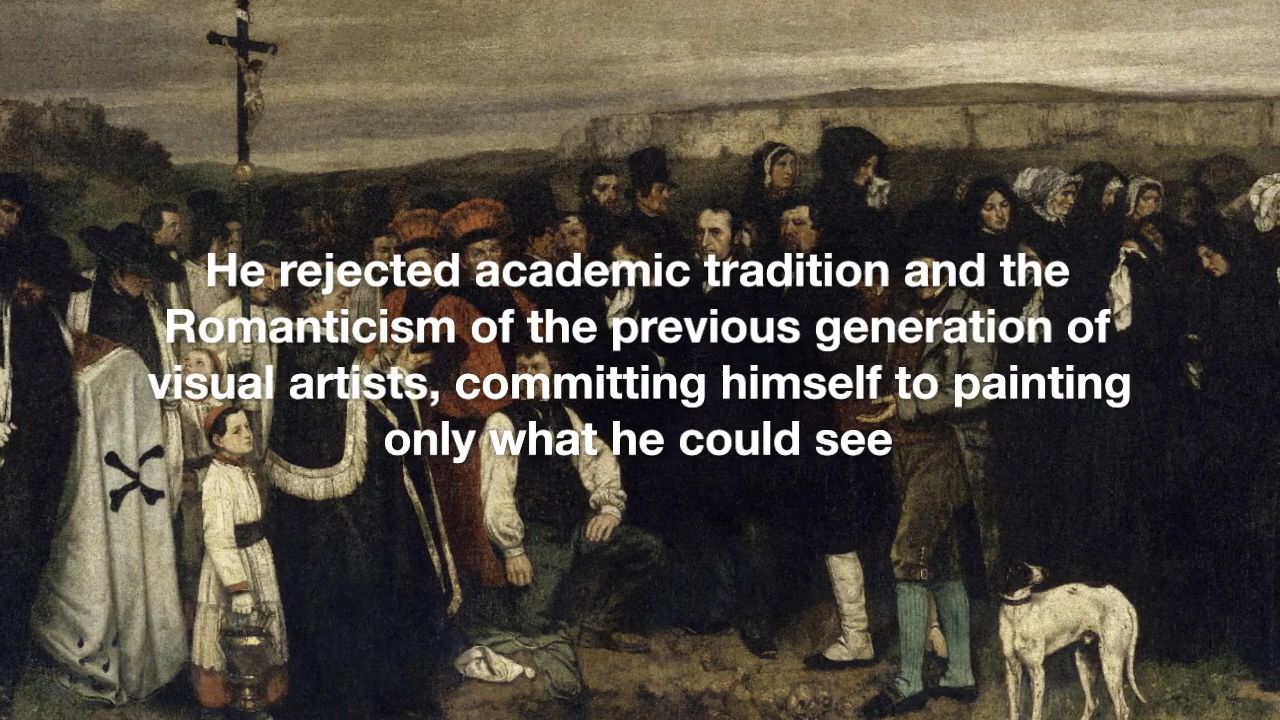 He rejected academic tradition and the
Romanticism of the previous generation of
visual artists, committing himself to painting
only what he could see